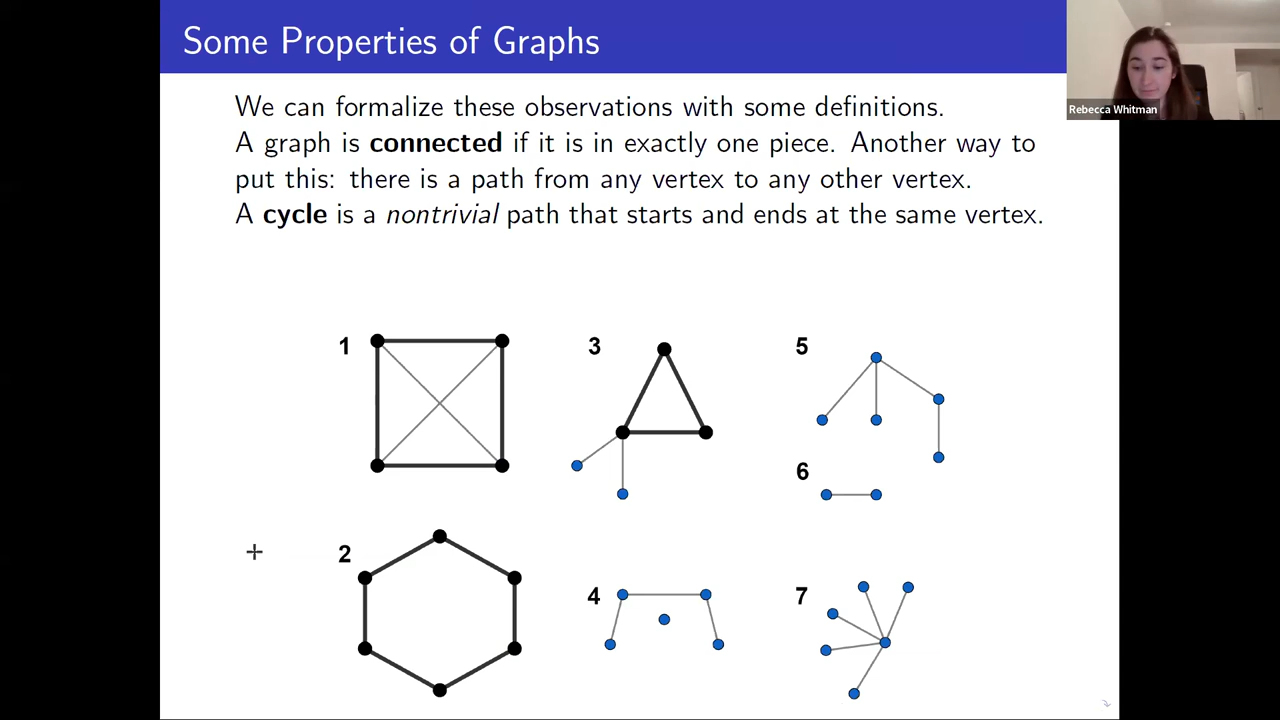 Some Properties of Graphs
Rebecca Whitman
We can formalize these observations with some definitions.
A graph is connected if it is in exactly one piece. Another way to
put this: there is a path from any vertex to any other vertex.
A cycle is a nontrivial path that starts and ends at the same vertex.
1
3
5
6
2
4
7